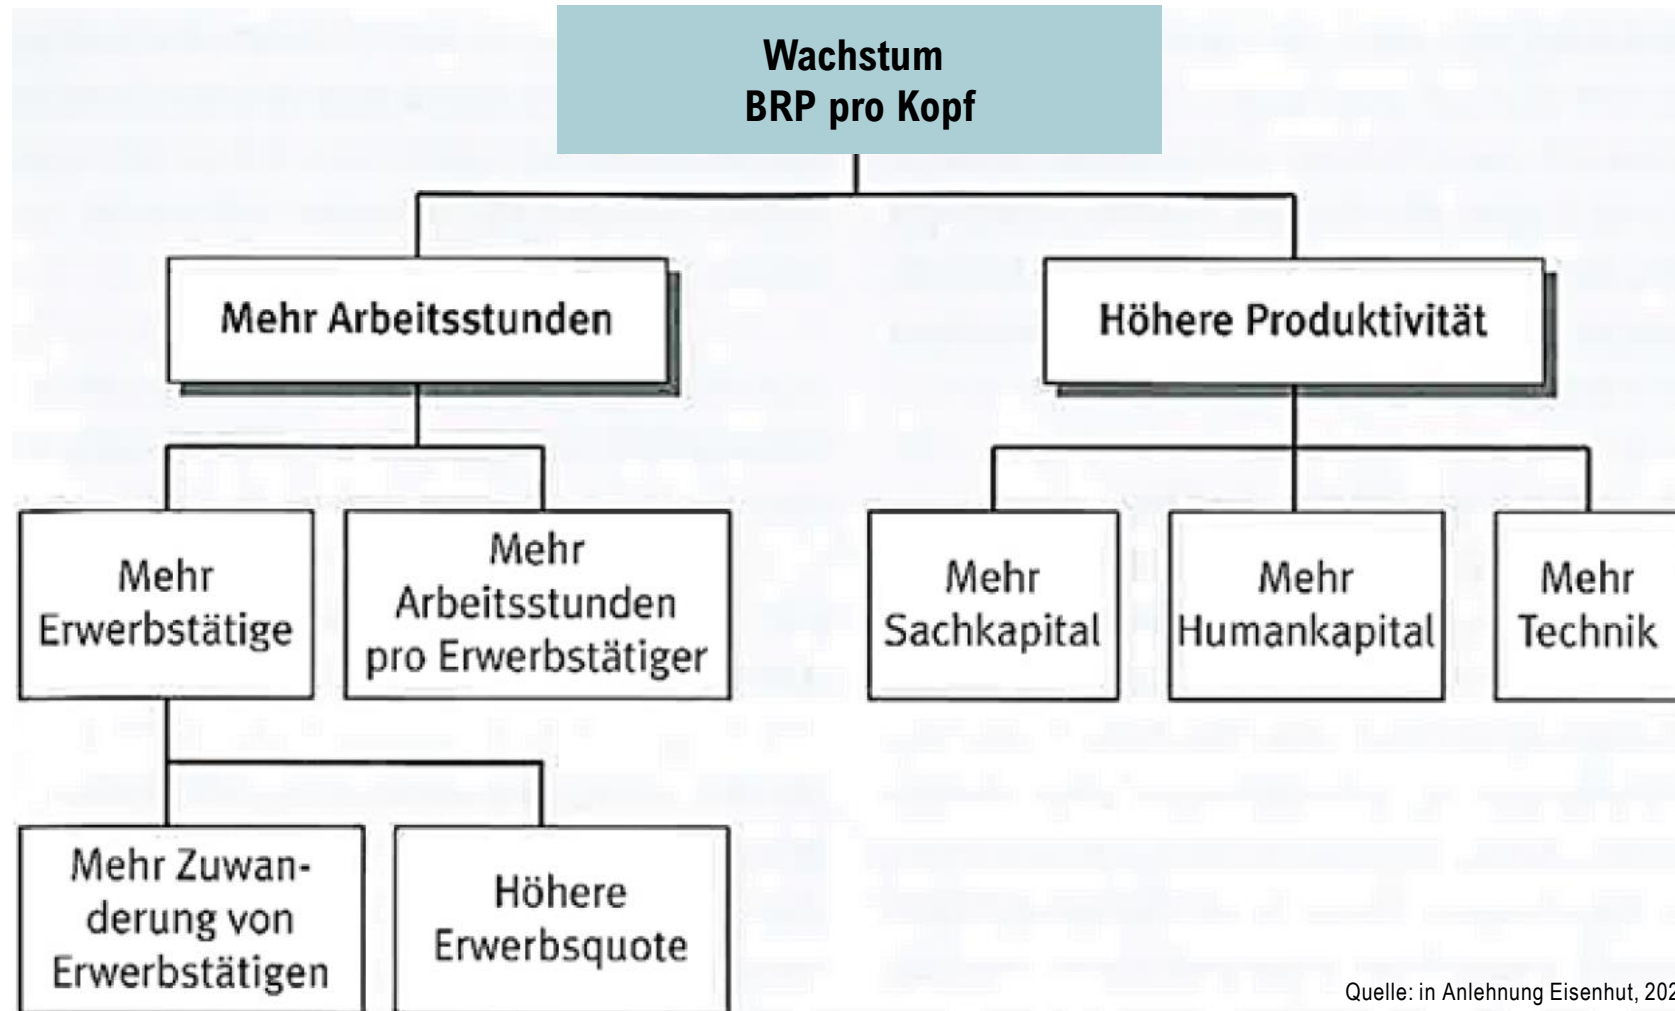 Wachstum
BRP pro Kopf
Mehr Arbeitsstunden
Höhere Produktivität
Mehr
Erwerbstätige
Mehr
Arbeitsstunden
pro Erwerbstätiger
Mehr
Sachkapital
Mehr
Humankapital
Mehr
Technik
Mehr Zuwan-
derung von
Erwerbstätigen
Höhere
Erwerbsquote
Quelle: in Anlehnung Eisenhut, 202